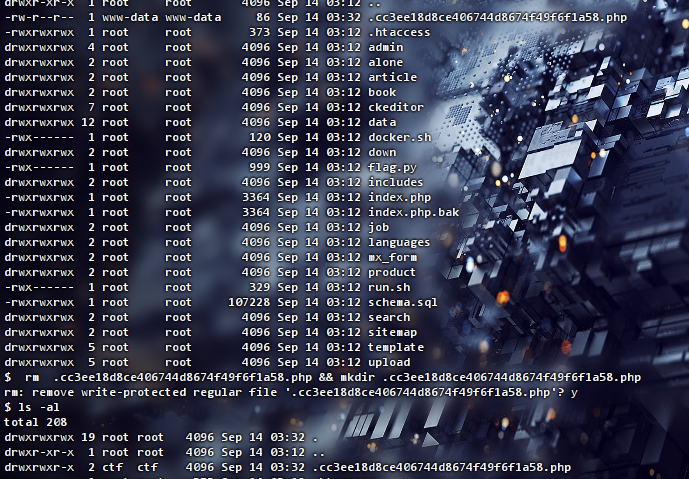 drwxr-xr-x 1 root root 4096 Sep 14 03:12 ..
-rw-r--r-- 1 www-data www-data 86 Sep 14 03:32 .cc3ee18d8ce406744d8674f49f6f1a58.php
-rwxrwxrwx 1 root root 373 Sep 14 03:12 .htaccess
drwxrwxrwx 4 root root 4096 Sep 14 03:12 admin
drwxrwxrwx 2 root root 4096 Sep 14 03:12 alone
drwxrwxrwx 2 root root 4096 Sep 14 03:12 article
drwxrwxrwx 2 root root 4096 Sep 14 03:12 book
drwxrwxrwx 7 root root 4096 Sep 14 03:12 ckeditor
drwxrwxrwx 12 root root 4096 Sep 14 03:12 data
-rwx------ 1 root root 120 Sep 14 03:12 docker.sh
drwxrwxrwx 2 root root 4096 Sep 14 03:12 down
-rwx------ 1 root root 999 Sep 14 03:12 flag.py
drwxrwxrwx 2 root root 4096 Sep 14 03:12 includes
-rwxrwxrwx 1 root root 3364 Sep 14 03:12 index.php
-rwxrwxrwx 1 root root 3364 Sep 14 03:12 index.php.bak
drwxrwxrwx 2 root root 4096 Sep 14 03:12 job
drwxrwxrwx 2 root root 4096 Sep 14 03:12 languages
drwxrwxrwx 2 root root 4096 Sep 14 03:12 mx_form
drwxrwxrwx 2 root root 4096 Sep 14 03:12 product
-rwx------ 1 root root 329 Sep 14 03:12 run.sh
-rwxrwxrwx 1 root root 107228 Sep 14 03:12 schema.sql
drwxrwxrwx 2 root root 4096 Sep 14 03:12 search
drwxrwxrwx 2 root root 4096 Sep 14 03:12 sitemap
drwxrwxrwx 5 root root 4096 Sep 14 03:12 template
drwxrwxrwx 5 root root 4096 Sep 14 03:12 upload
$ rm .cc3ee18d8ce406744d8674f49f6f1a58.php && mkdir .cc3ee18d8ce406744d8674f49f6f1a58.php
rm: remove write-protected regular file '.cc3ee18d8ce406744d8674f49f6f1a58.php'? y
$ ls -al
total 208
drwxrwxrwx 19 root root 4096 Sep 14 03:32 .
drwxr-xr-x 1 root root 4096 Sep 14 03:12 ..
drwxrwxr-x 2 ctf ctf 4096 Sep 14 03:32 .cc3ee18d8ce406744d8674f49f6f1a58.php